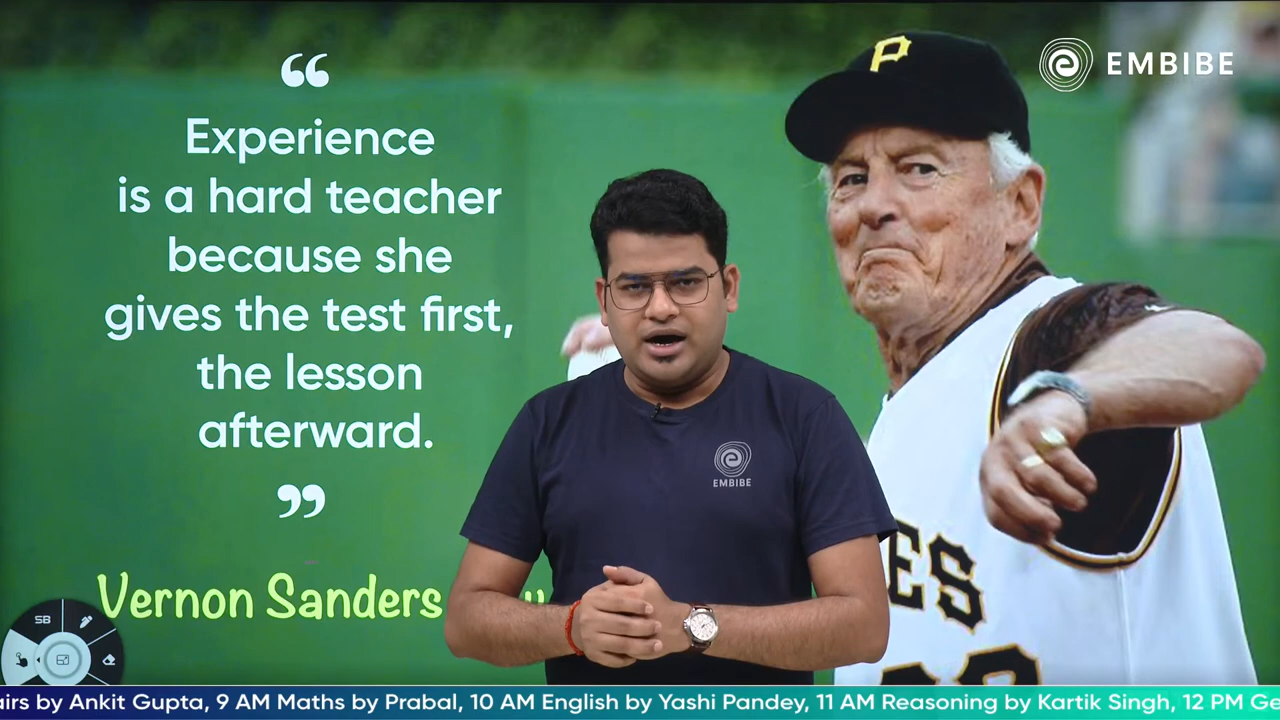 “
Experience
is a hard teacher
because she
gives the test first,
the lesson
afterward.
”
Vernon Sanders
P
EMBIBE
EMBIBE
ES
SB
airs by Ankit Gupta, 9 AM Maths by Prabal, 10 AM English by Yashi Pandey, 11 AM Reasoning by Kartik Singh, 12 PM Ge